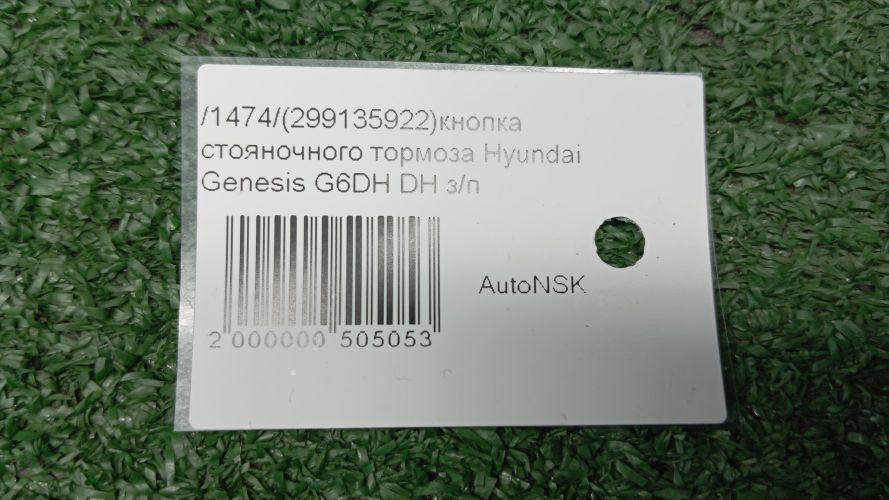 /1474/(299135922)кнопка
стояночного тормоза Hyundai
Genesis G6DH DH з/п
AutoNSK
2 000000 505053